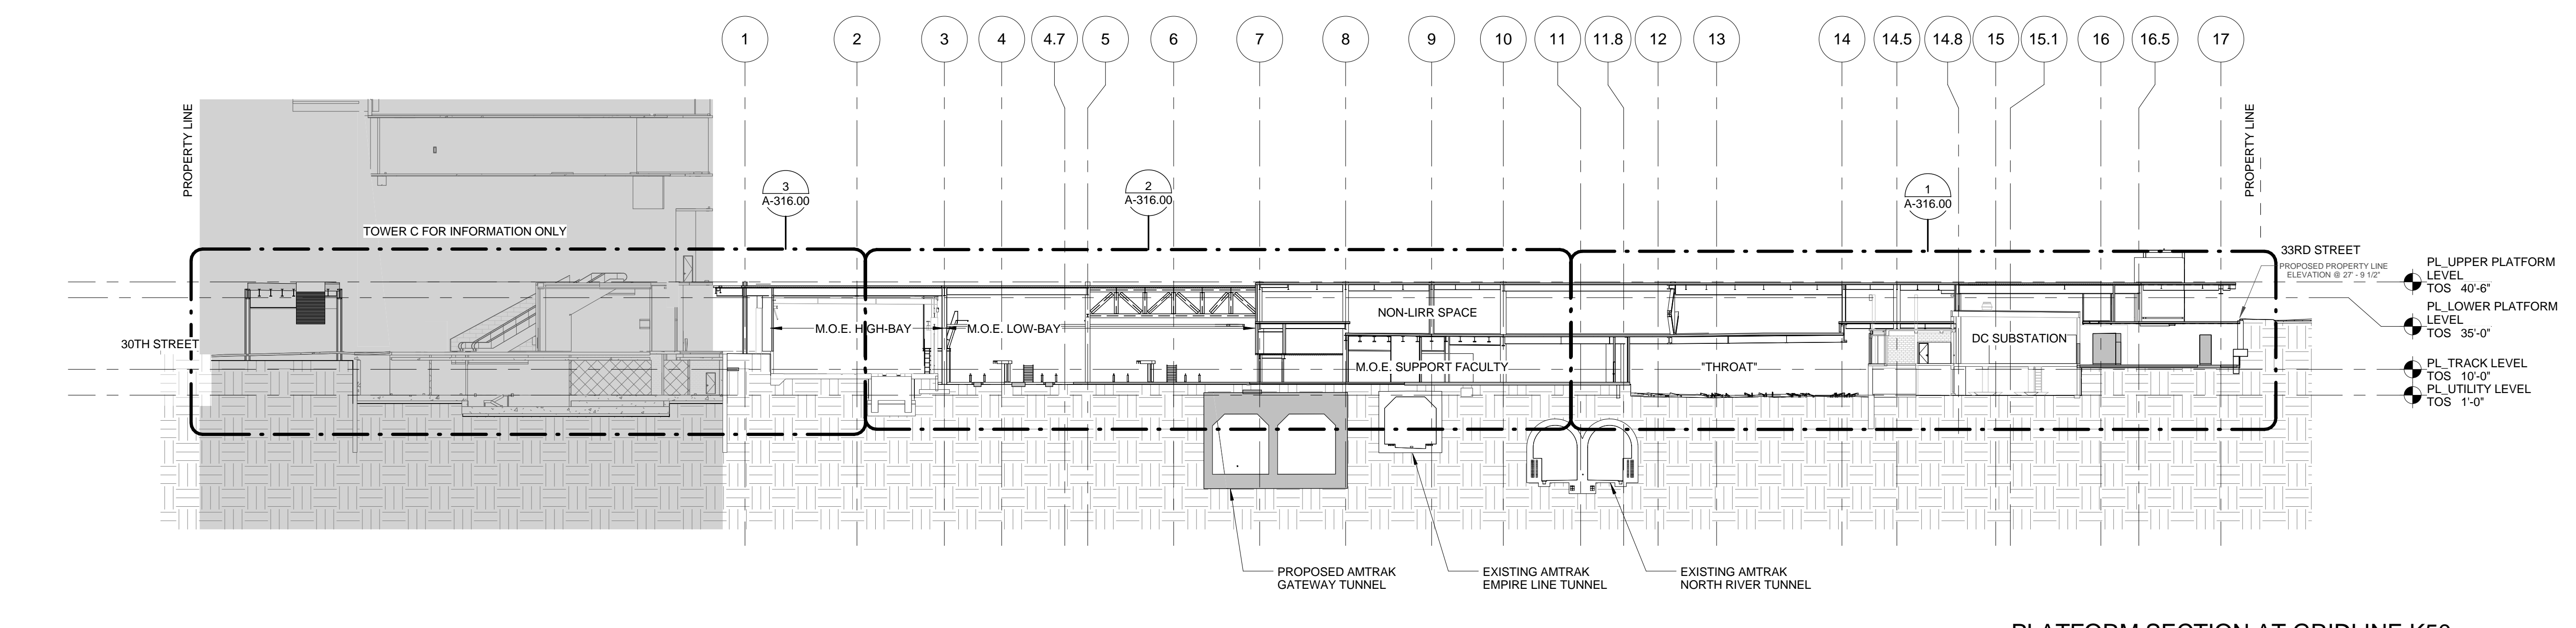 1
2
3
4
4.7
5
6
7
8
9
10
11
11.8
12
13
14
14.5
14.8
15
15.1
16
16.5
17
PROPERTY LINE
PROPERTY LINE
3
A-316.00
2
A-316.00
1
A-316.00
TOWER C FOR INFORMATION ONLY
33RD STREET
PROPOSED PROPERTY LINE
ELEVATION @ 27' - 9 1/2"
PL_UPPER PLATFORM
LEVEL
TOS 40'-6"
PL_LOWER PLATFORM
LEVEL
TOS 35'-0"
PL_TRACK LEVEL
TOS 10'-0"
PL_UTILITY LEVEL
TOS 1'-0"
30TH STREET
M.O.E. HIGH-BAY
M.O.E. LOW-BAY
NON-LIRR SPACE
M.O.E. SUPPORT FACULTY
"THROAT"
DC SUBSTATION
PROPOSED AMTRAK
GATEWAY TUNNEL
EXISTING AMTRAK
EMPIRE LINE TUNNEL
EXISTING AMTRAK
NORTH RIVER TUNNEL